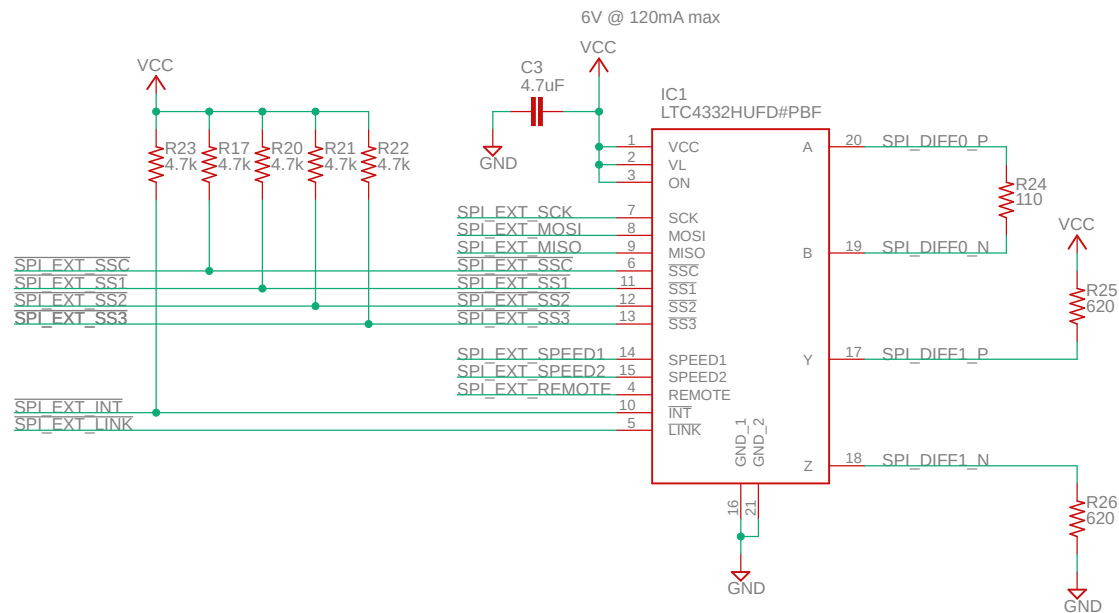 6V @ 120mA max
VCC
VCC
C3
4.7uF
GND
IC1
LTC4332HUFD#PBF
R23
4.7k
R17
4.7k
R20
4.7k
R21
4.7k
R22
4.7k
1 VCC
2 VL
3 ON
SPI_EXT_SCK 7 SCK
SPI_EXT_MOSI 8 MOSI
SPI_EXT_MISO 9 MISO
SPI_EXT_SSC SPI_EXT_SSC 6 SSC
SPI_EXT_SS1 SPI_EXT_SS1 11 SS1
SPI_EXT_SS2 SPI_EXT_SS2 12 SS2
SPI_EXT_SS3 SPI_EXT_SS3 13 SS3
SPI_EXT_SPEED1 14 SPEED1
SPI_EXT_SPEED2 15 SPEED2
SPI_EXT_REMOTE 4 REMOTE
SPI_EXT_INT 10 INT
SPI_EXT_LINK 5 LINK
A 20 SPI_DIFF0_P
R24
110
B 19 SPI_DIFF0_N
VCC
R25
620
Y 17 SPI_DIFF1_P
Z 18 SPI_DIFF1_N
R26
620
GND
GND_1
GND_2
16
21
GND